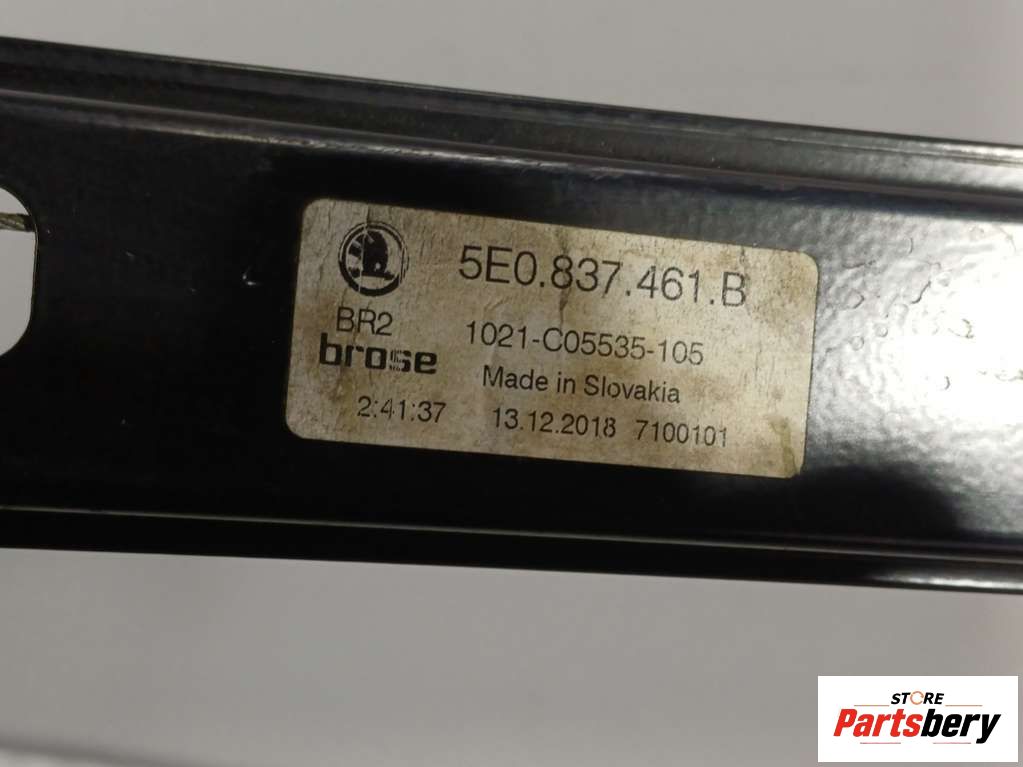 5E0.837.461.B
BR2
1021-C05535-105
brose
Made in Slovakia
2:41:37 13.12.2018 7100101
STORE
Partsbery